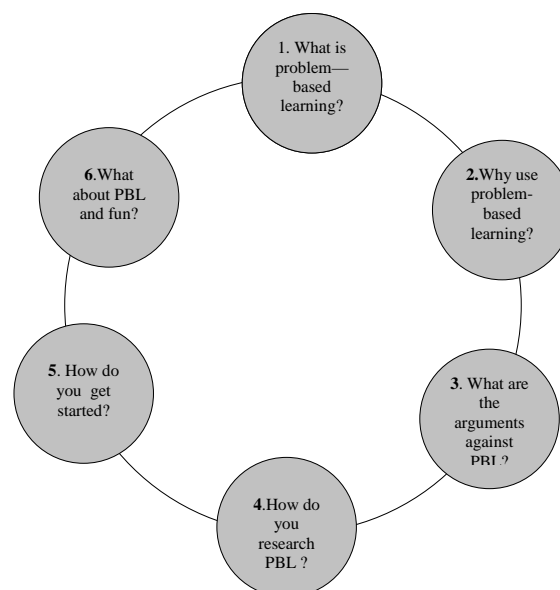 1. What is
problem—
based
learning?
2.Why use
problem-
based
learning?
3. What are
the
arguments
against
PBL?
4.How do
you
research
PBL ?
5. How do
you  get
started?
6.What
about PBL
and fun?